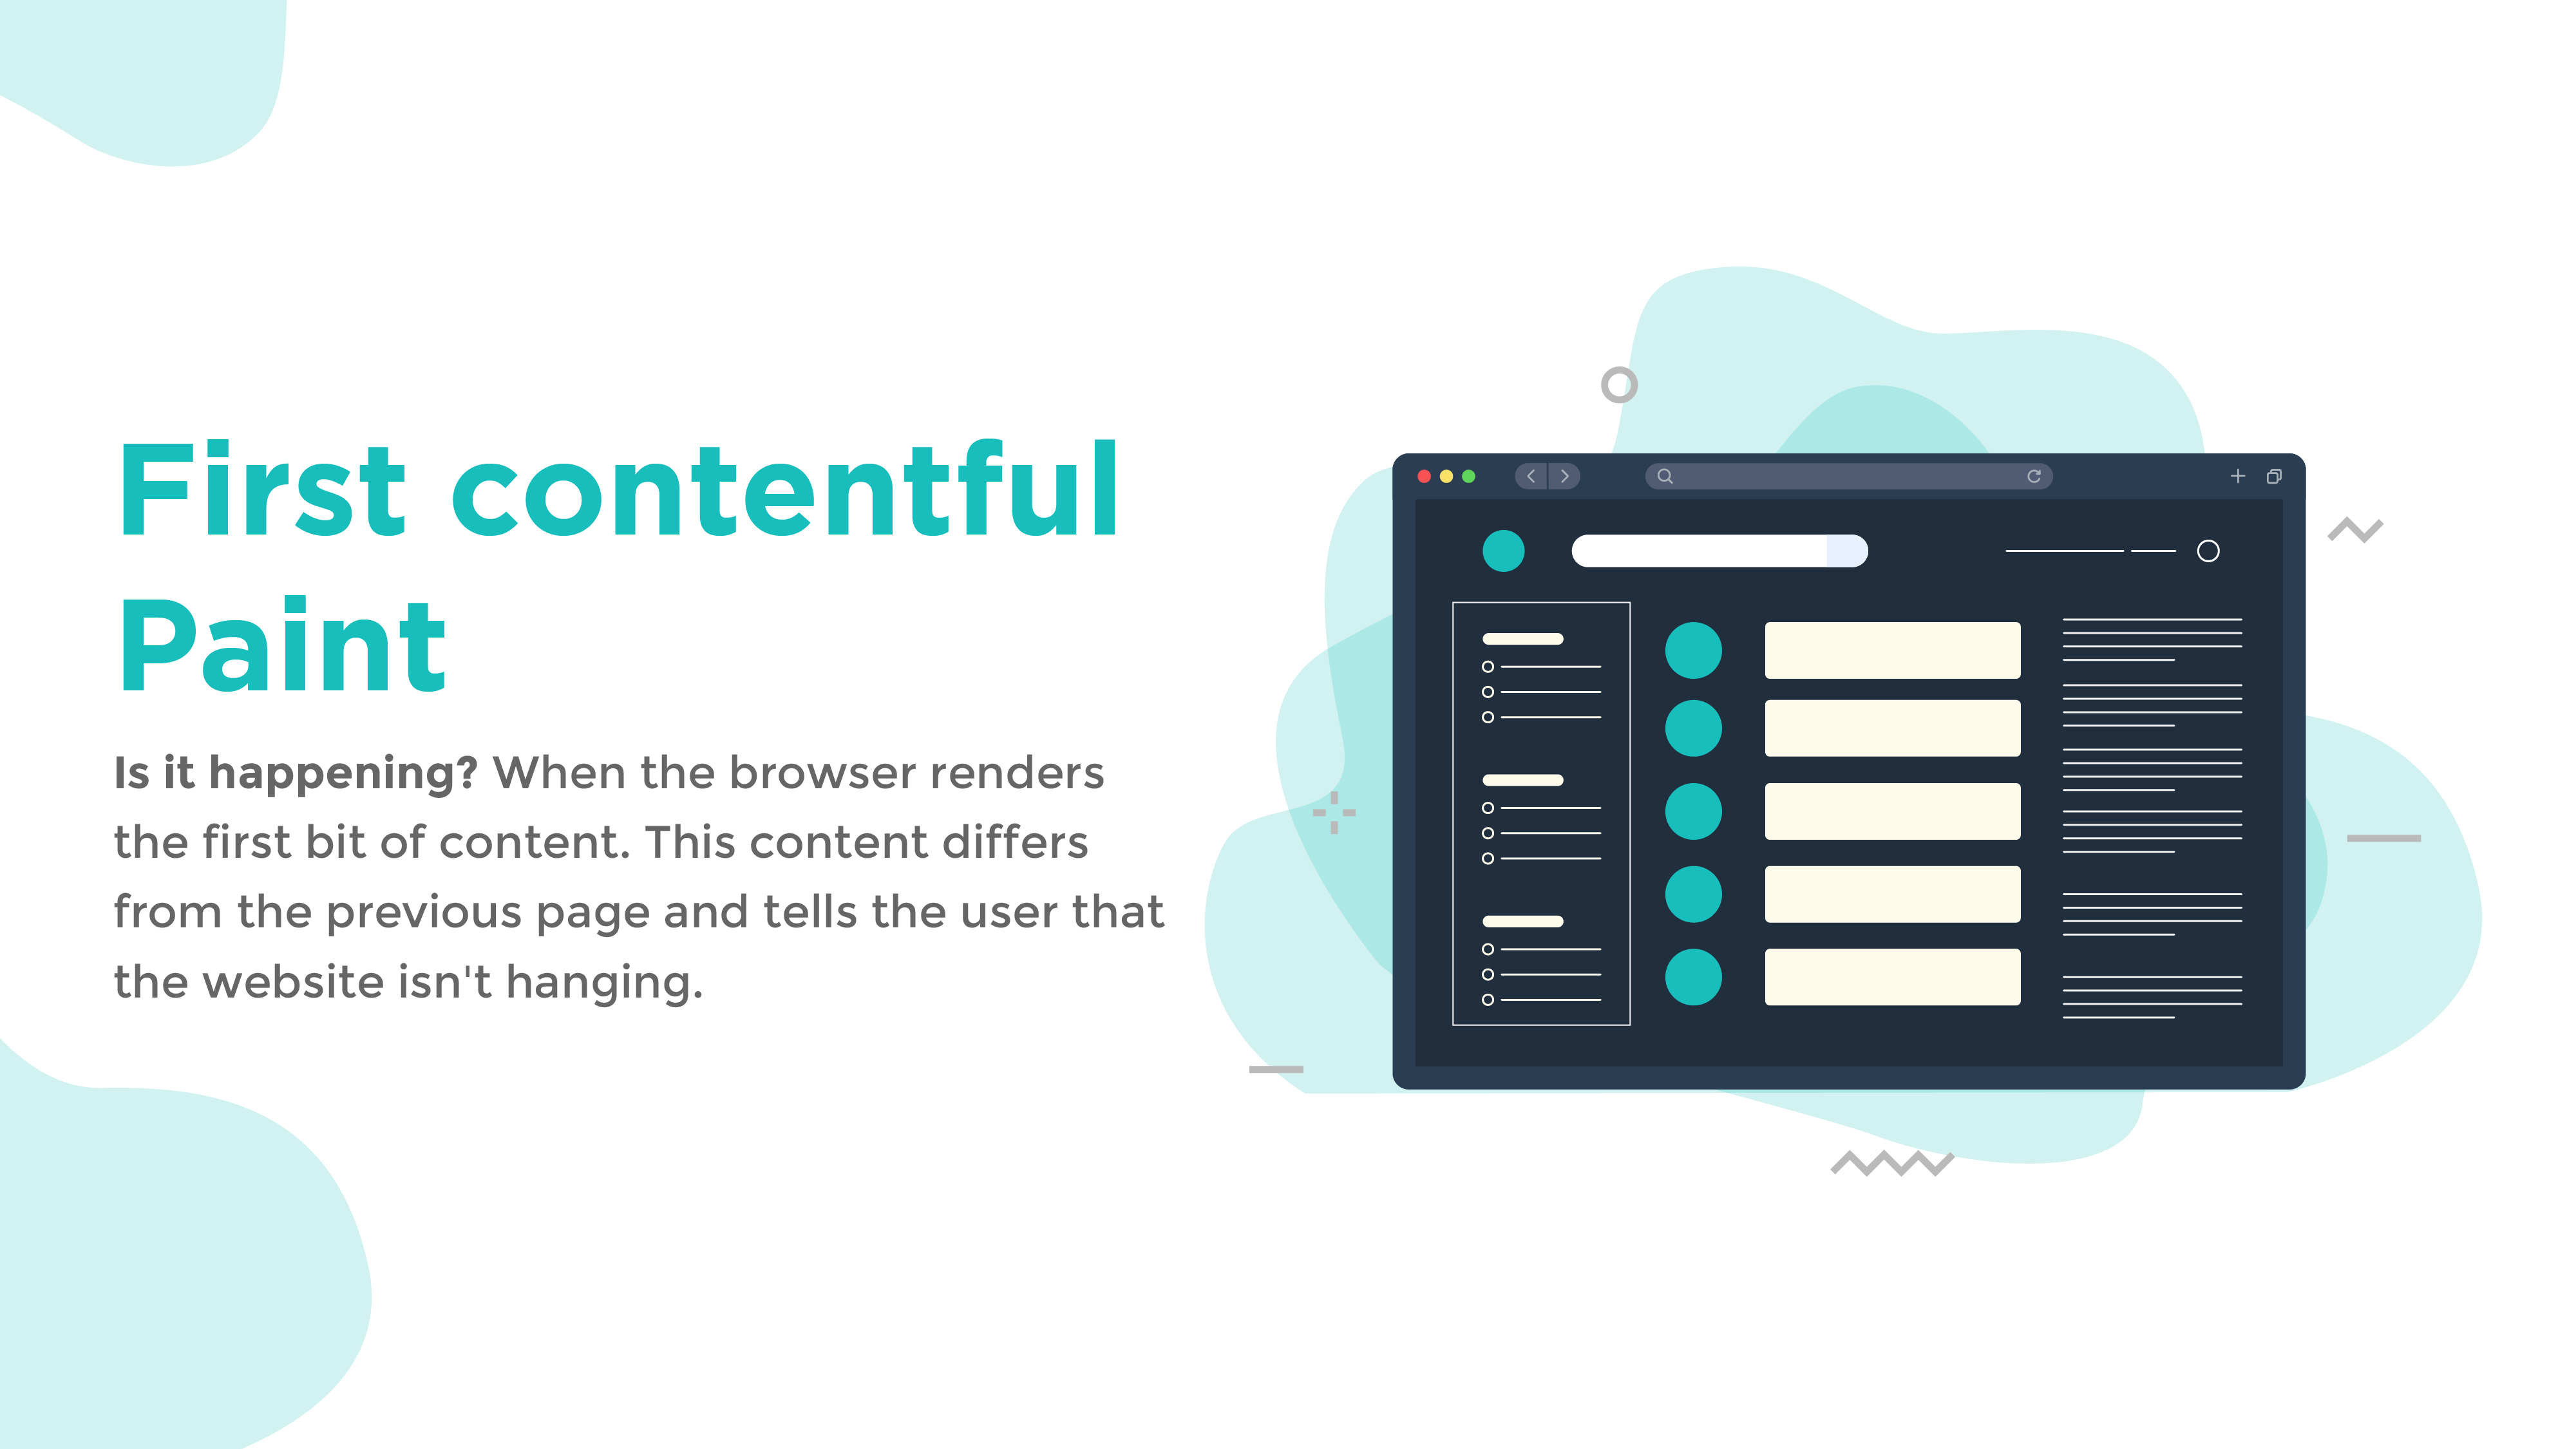 First contentful
Paint
Is it happening? When the browser renders
the first bit of content. This content differs
from the previous page and tells the user that
the website isn't hanging.